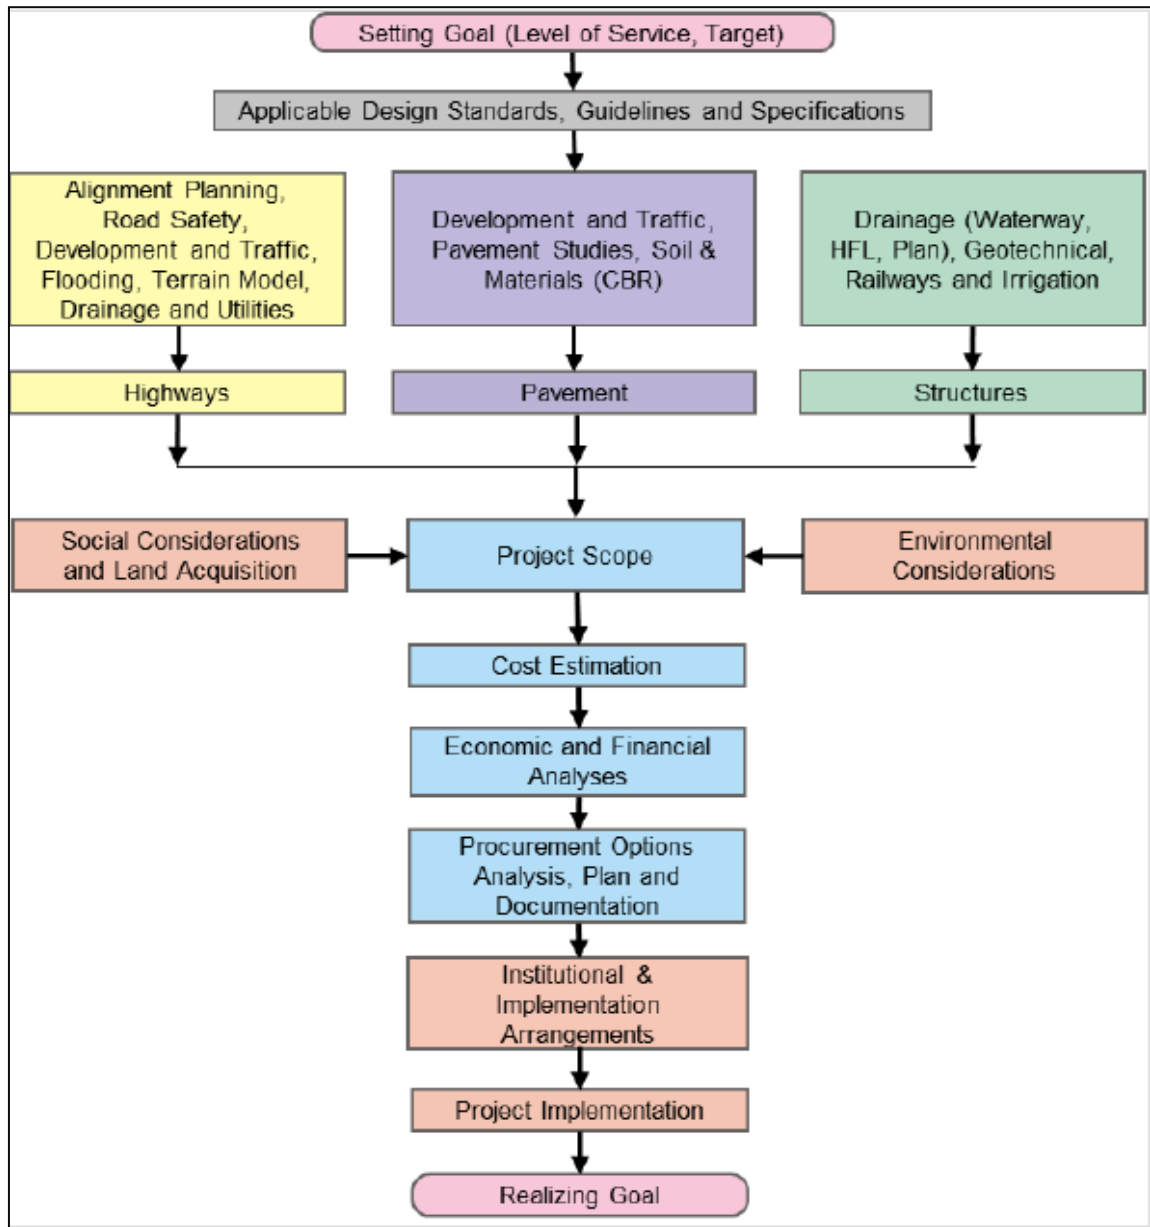 Setting Goal (Level of Service, Target)
Applicable Design Standards, Guidelines and Specifications
Alignment Planning,
Road Safety,
Development and Traffic,
Flooding, Terrain Model,
Drainage and Utilities
Development and Traffic,
Pavement Studies, Soil &
Materials (CBR)
Drainage (Waterway,
HFL, Plan), Geotechnical,
Railways and Irrigation
Highways
Pavement
Structures
Social Considerations
and Land Acquisition
Project Scope
Environmental
Considerations
Cost Estimation
Economic and Financial
Analyses
Procurement Options
Analysis, Plan and
Documentation
Institutional &
Implementation
Arrangements
Project Implementation
Realizing Goal